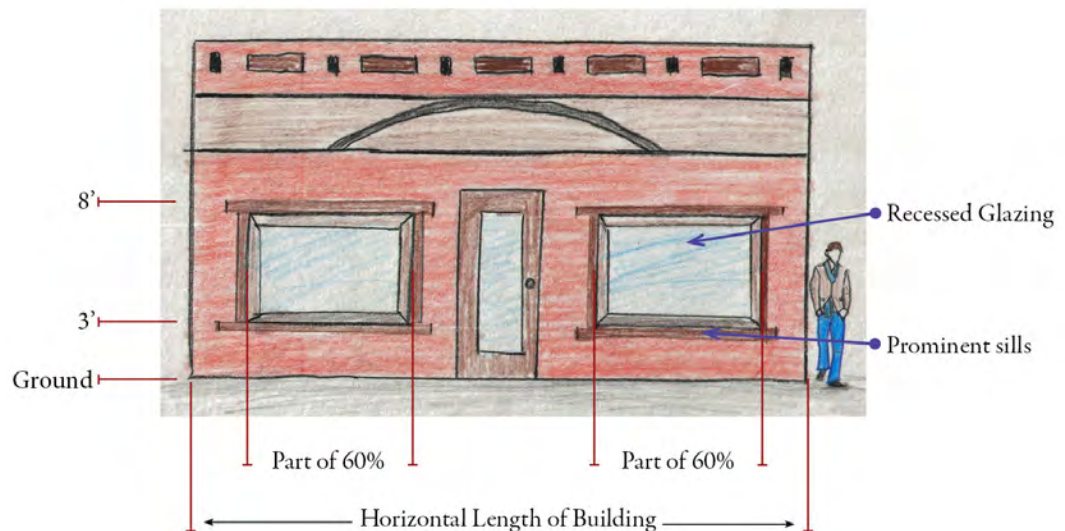 8’
Recessed Glazing
3’
Prominent sills
Ground
Part of 60%
Part of 60%
Horizontal Length of Building